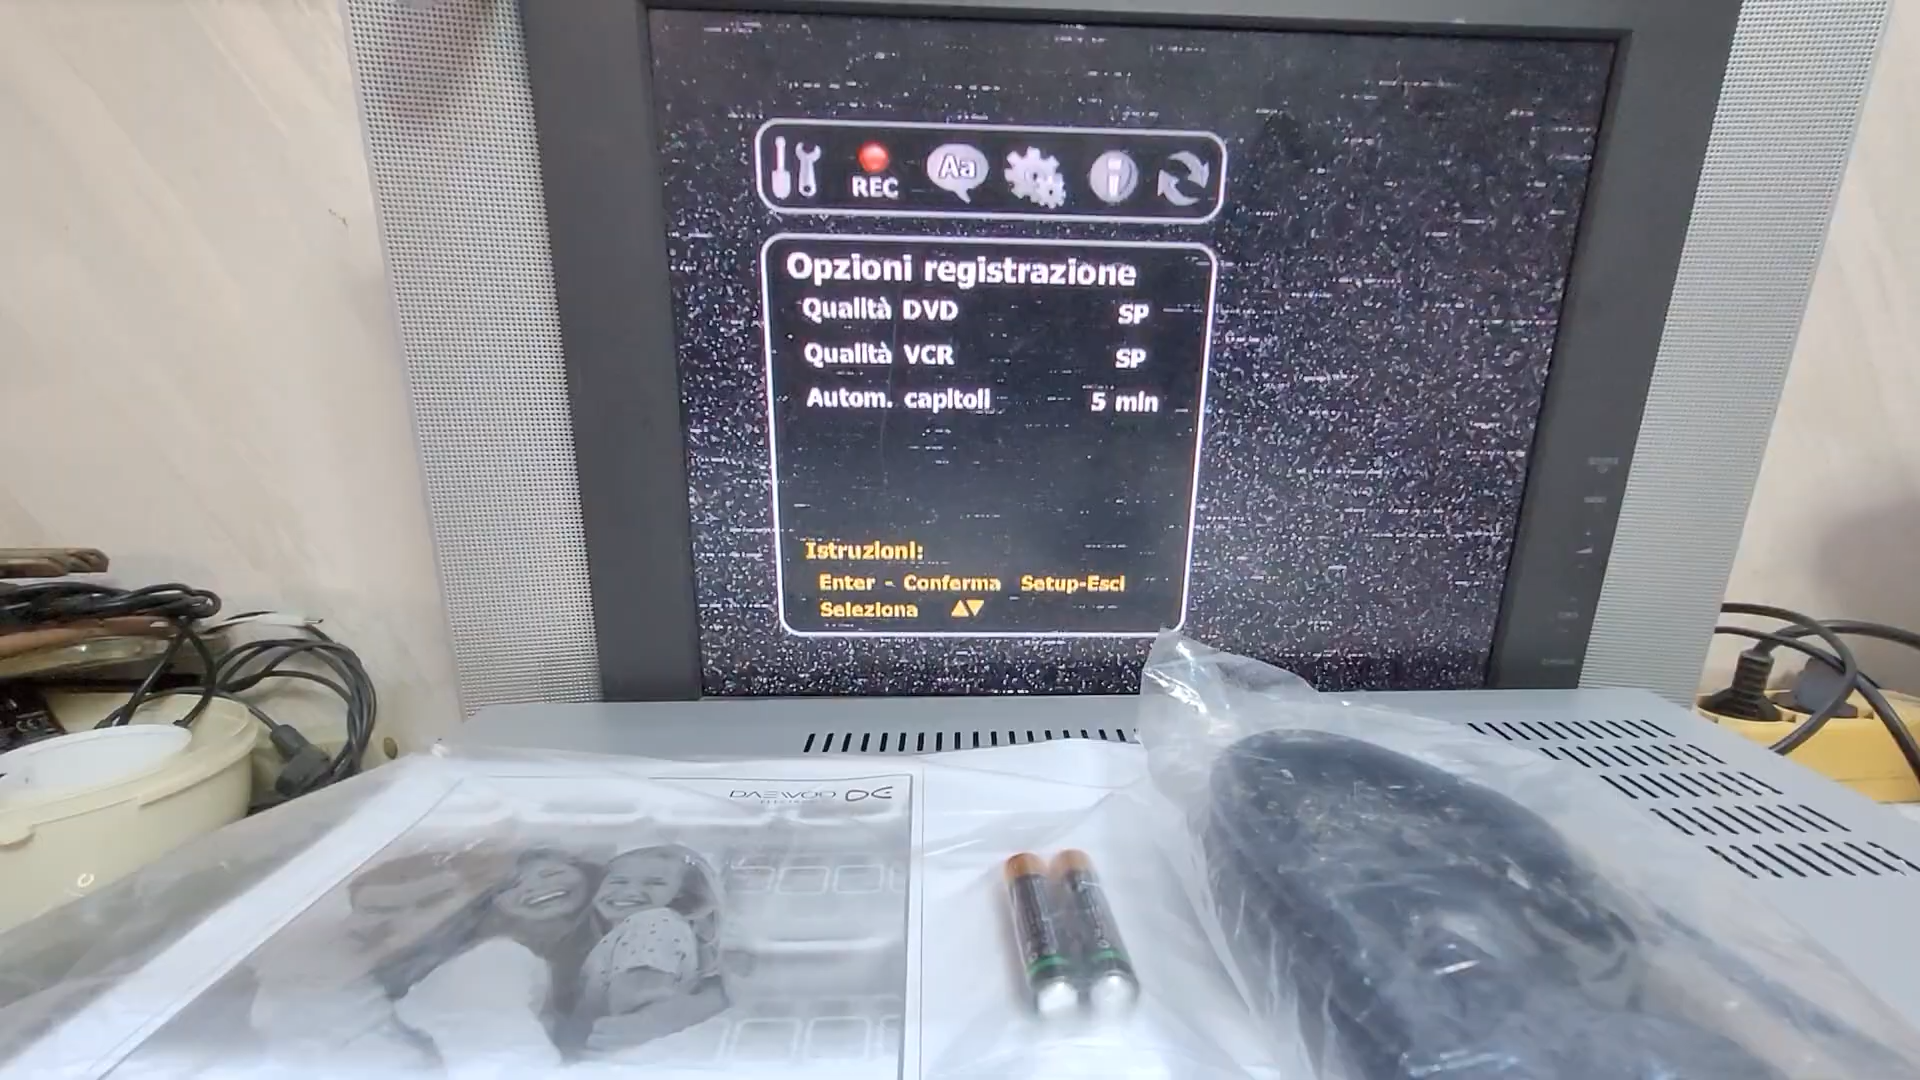 REC
Aa
Opzioni registrazione
Qualità DVD SP
Qualità VCR SP
Autom. capitoli 5 min
Istruzioni:
Enter - Conferma Setup-Esci
Seleziona ▲▼
DAEWOO DE